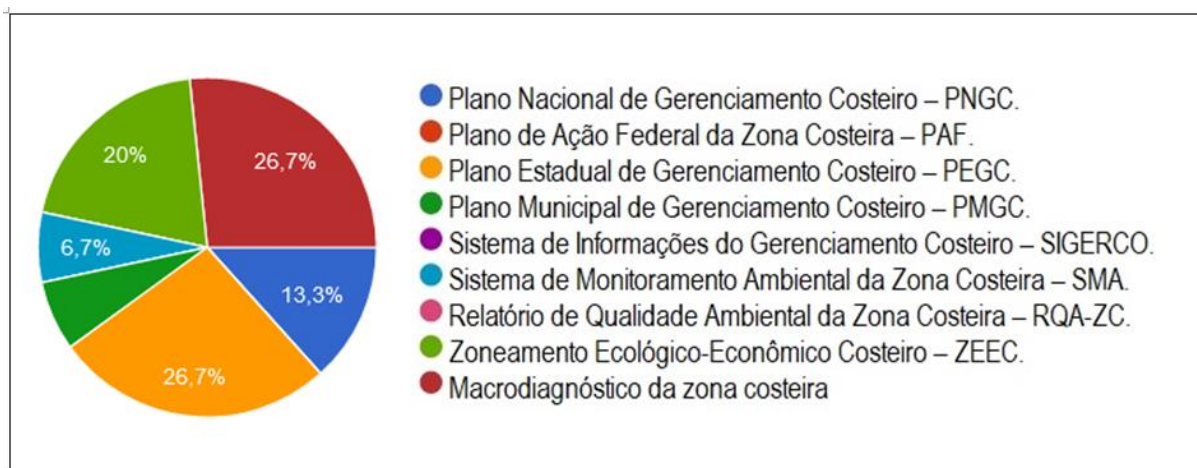 20%
26,7%
6,7%
13,3%
26,7%
Plano Nacional de Gerenciamento Costeiro – PNGC.
Plano de Ação Federal da Zona Costeira – PAF.
Plano Estadual de Gerenciamento Costeiro – PEGC.
Plano Municipal de Gerenciamento Costeiro – PMGC.
Sistema de Informações do Gerenciamento Costeiro – SIGERCO.
Sistema de Monitoramento Ambiental da Zona Costeira – SMA.
Relatório de Qualidade Ambiental da Zona Costeira – RQA-ZC.
Zoneamento Ecológico-Econômico Costeiro – ZEEC.
Macrodiagnóstico da zona costeira